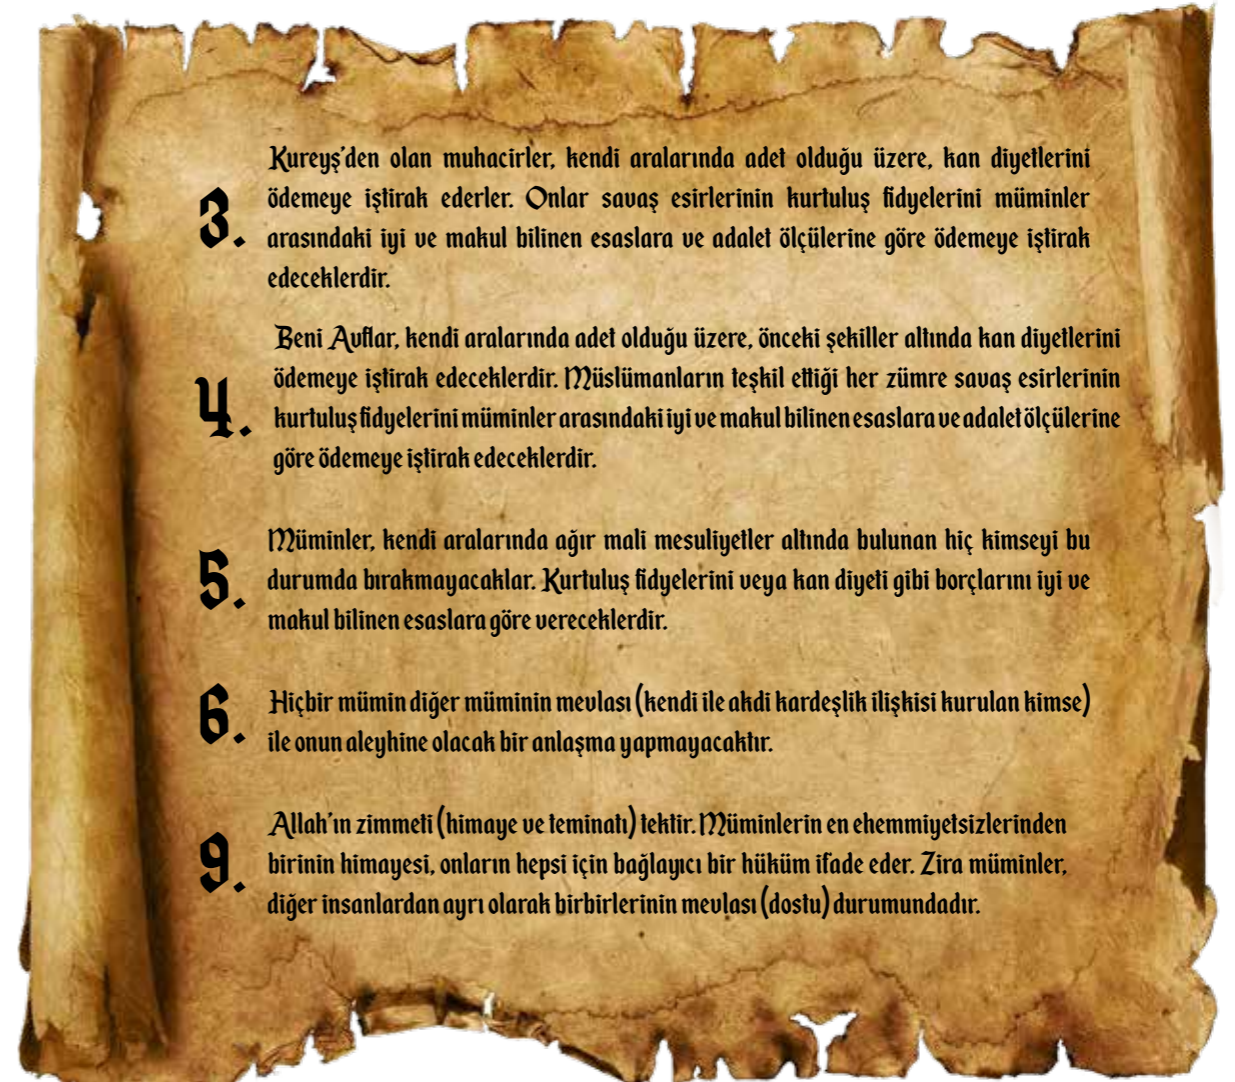 3.
Kureyş'den olan muhacirler, kendi aralarında adet olduğu üzere, kan diyetlerini
ödemeye iştirak ederler. Onlar savaş esirlerinin kurtuluş fidyelerini müminler
arasındaki iyi ve makul bilinen esaslara ve adalet ölçülerine göre ödemeye iştirak
edeceklerdir.
4.
Beni Avflar, kendi aralarında adet olduğu üzere, önceki şekiller altında kan diyetlerini
ödemeye iştirak edeceklerdir. Müslümanların teşkil ettiği her zümre savaş esirlerinin
kurtuluş fidyelerini müminler arasındaki iyi ve makul bilinen esaslara ve adalet ölçülerine
göre ödemeye iştirak edeceklerdir.
5.
Müminler, kendi aralarında ağır mali mesuliyetler altında bulunan hiç kimseyi bu
durumda bırakmayacaklar. Kurtuluş fidyelerini veya kan diyeti gibi borçlarını iyi ve
makul bilinen esaslara göre vereceklerdir.
6.
Hiçbir mümin diğer müminin mevlası (kendi ile akdi kardeşlik ilişkisi kurulan kimse)
ile onun aleyhine olacak bir anlaşma yapmayacaktır.
9.
Allah'ın zimmeti (himaye ve teminatı) tektir. Müminlerin en ehemmiyetsizlerinden
birinin himayesi, onların hepsi için bağlayıcı bir hüküm ifade eder. Zira müminler,
diğer insanlardan ayrı olarak birbirlerinin mevlası (dostu) durumundadır.